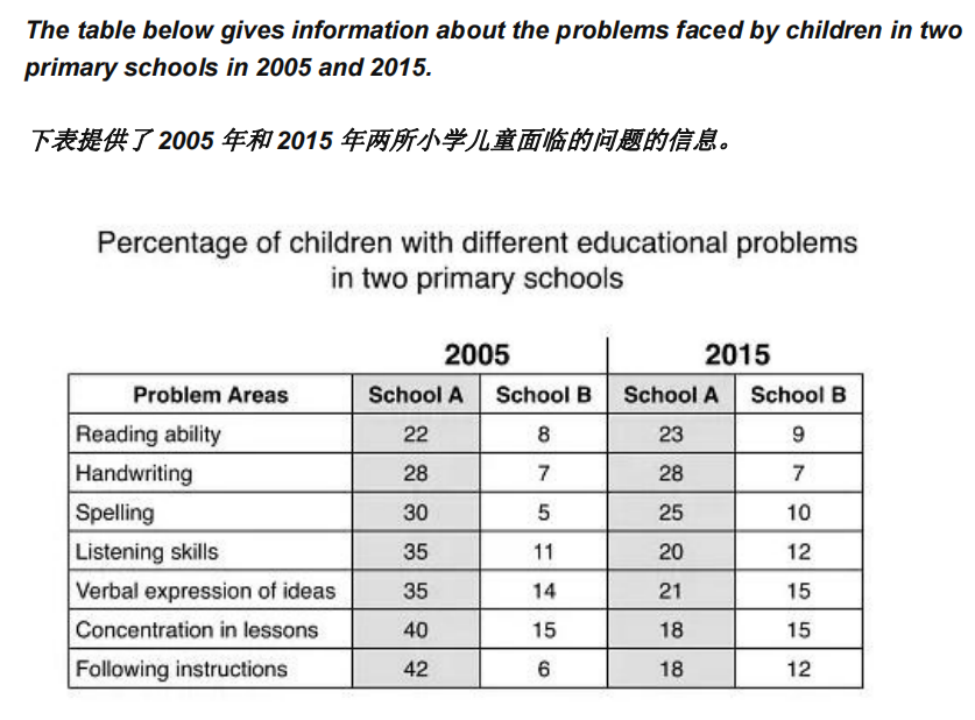 The table below gives information about the problems faced by children in two
primary schools in 2005 and 2015.
下表提供了 2005 年和 2015 年两所小学儿童面临的问题的信息。
Percentage of children with different educational problems
in two primary schools
2005 2015
Problem Areas School A School B School A School B
Reading ability 22 8 23 9
Handwriting 28 7 28 7
Spelling 30 5 25 10
Listening skills 35 11 20 12
Verbal expression of ideas 35 14 21 15
Concentration in lessons 40 15 18 15
Following instructions 42 6 18 12